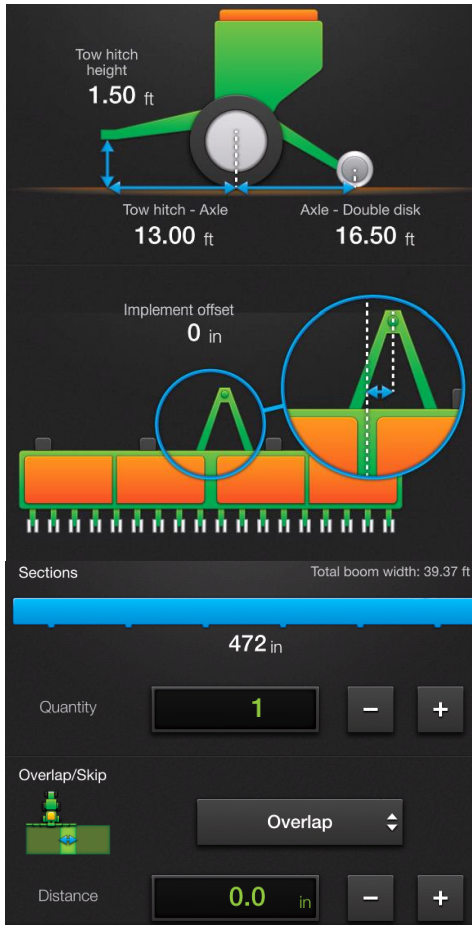 Tow hitch
height
1.50 ft
Tow hitch - Axle
Axle - Double disk
13.00 ft
16.50 ft
Implement offset
0 in
Sections
Total boom width: 39.37 ft
472 in
Quantity
1
−
+
Overlap/Skip
Overlap
Distance
0.0 in
−
+